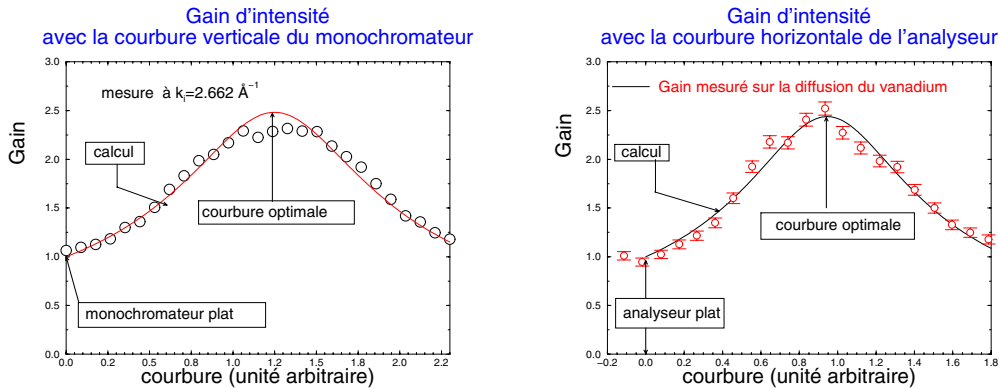 Gain d'intensité
avec la courbure verticale du monochromateur
3.0
2.5
2.0
1.5
1.0
0.5
0.0
Gain
mesure à ki=2.662 Å⁻¹
calcul
courbure optimale
monochromateur plat
0.0 0.2 0.5 0.8 1.0 1.2 1.5 1.8 2.0 2.2
courbure (unité arbitraire)
Gain d'intensité
avec la courbure horizontale de l'analyseur
3.0
2.5
2.0
1.5
1.0
0.5
0.0
Gain
Gain mesuré sur la diffusion du vanadium
calcul
courbure optimale
analyseur plat
−0.2 0.0 0.2 0.4 0.6 0.8 1.0 1.2 1.4 1.6 1.8
courbure (unité arbitraire)